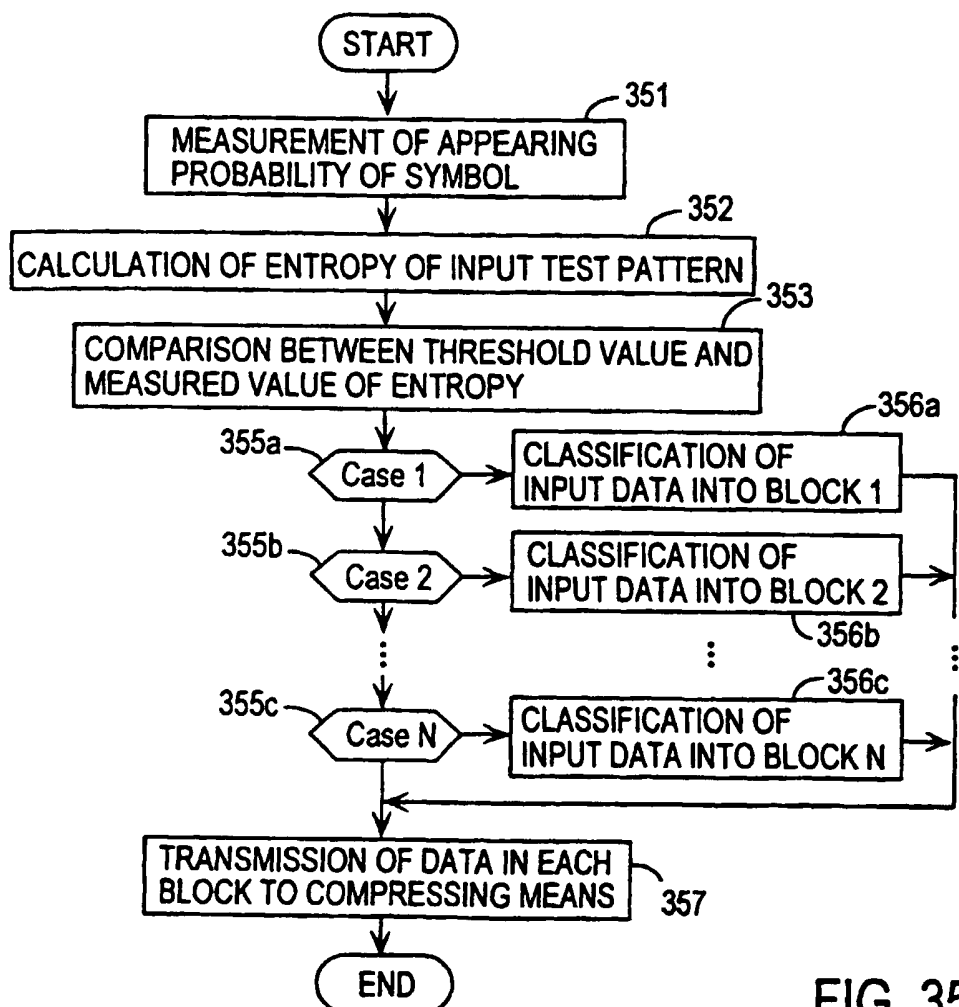 START
351
MEASUREMENT OF APPEARING
PROBABILITY OF SYMBOL
352
CALCULATION OF ENTROPY OF INPUT TEST PATTERN
353
COMPARISON BETWEEN THRESHOLD VALUE AND
MEASURED VALUE OF ENTROPY
355a
Case 1
356a
CLASSIFICATION OF
INPUT DATA INTO BLOCK 1
355b
Case 2
CLASSIFICATION OF
INPUT DATA INTO BLOCK 2
356b
355c
Case N
356c
CLASSIFICATION OF
INPUT DATA INTO BLOCK N
TRANSMISSION OF DATA IN EACH
BLOCK TO COMPRESSING MEANS
357
END
FIG. 35